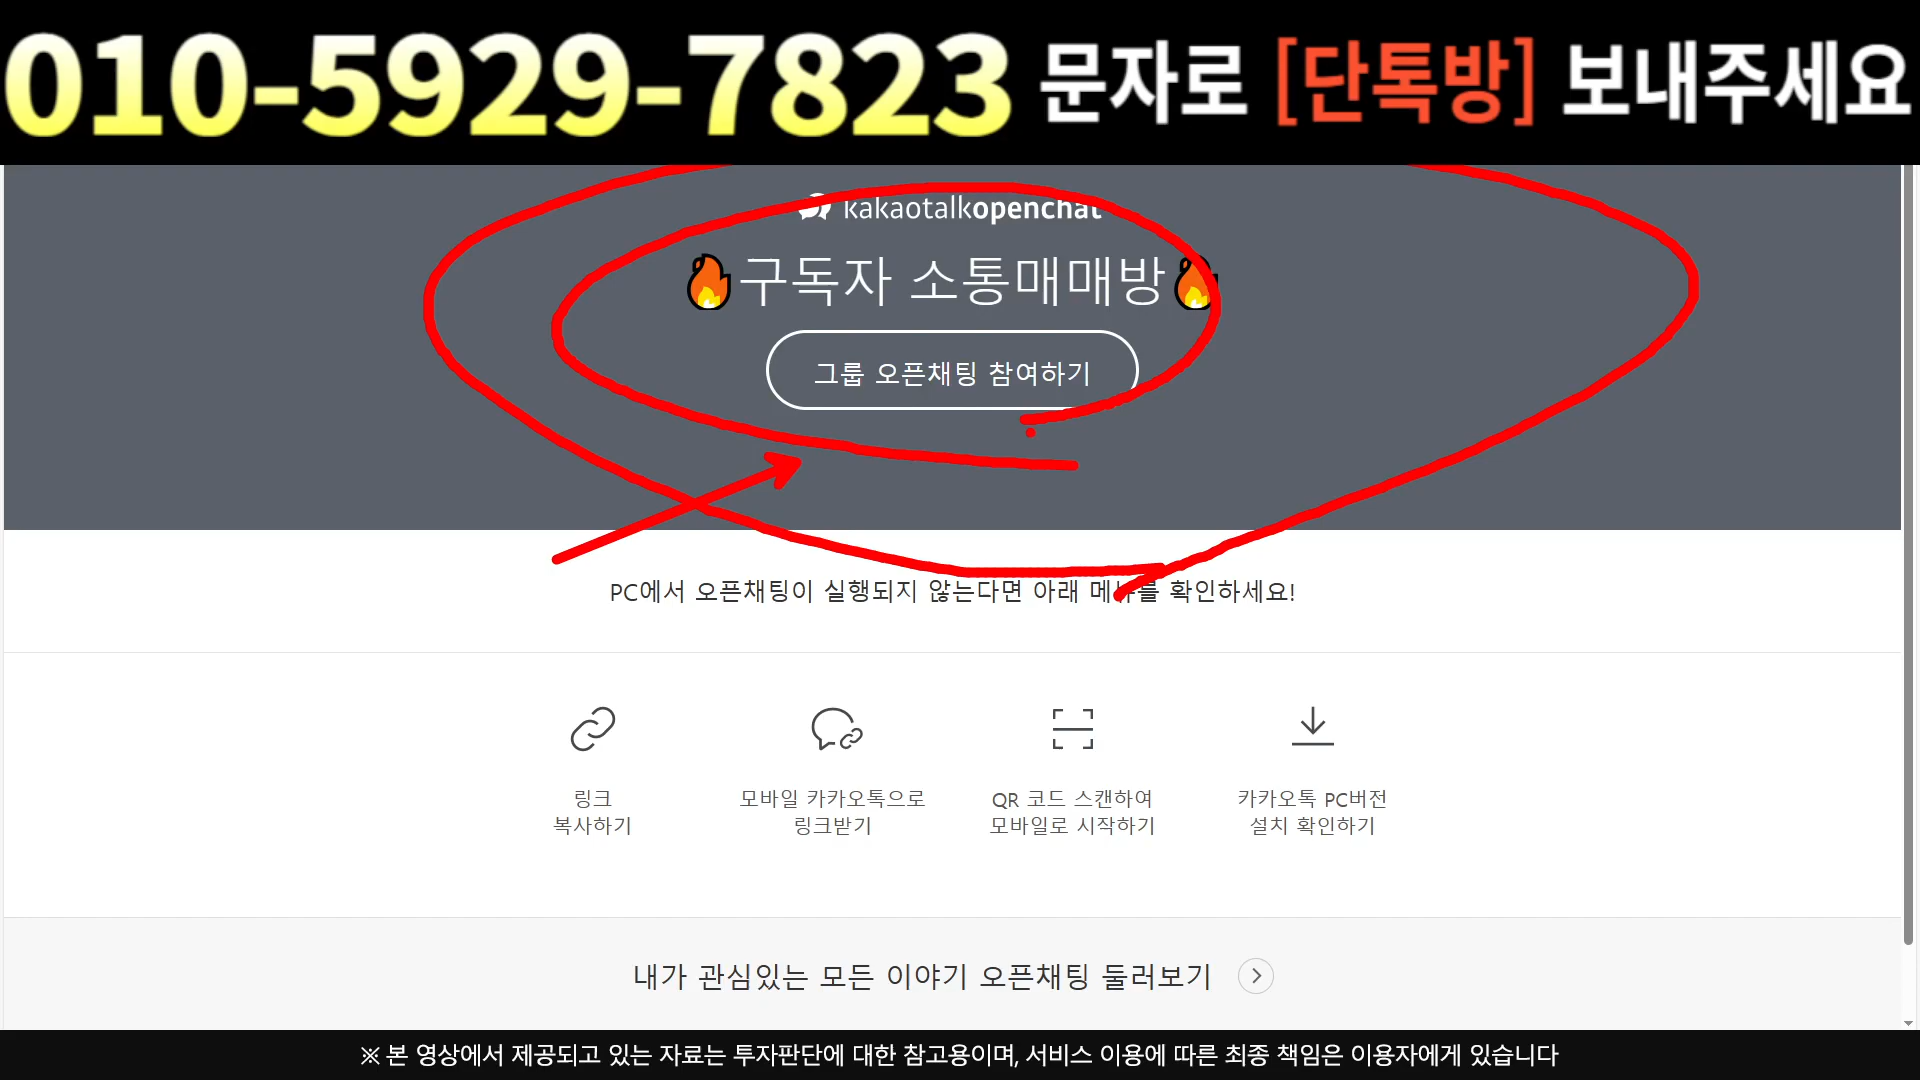 010-5929-7823 문자로 [단톡방] 보내주세요
kakaotalkopenchat
🔥구독자 소통매매방🔥
그룹 오픈채팅 참여하기
PC에서 오픈채팅이 실행되지 않는다면 아래 메뉴를 확인하세요!
링크
복사하기
모바일 카카오톡으로
링크받기
QR 코드 스캔하여
모바일로 시작하기
카카오톡 PC버전
설치 확인하기
내가 관심있는 모든 이야기 오픈채팅 둘러보기
※ 본 영상에서 제공되고 있는 자료는 투자판단에 대한 참고용이며, 서비스 이용에 따른 최종 책임은 이용자에게 있습니다